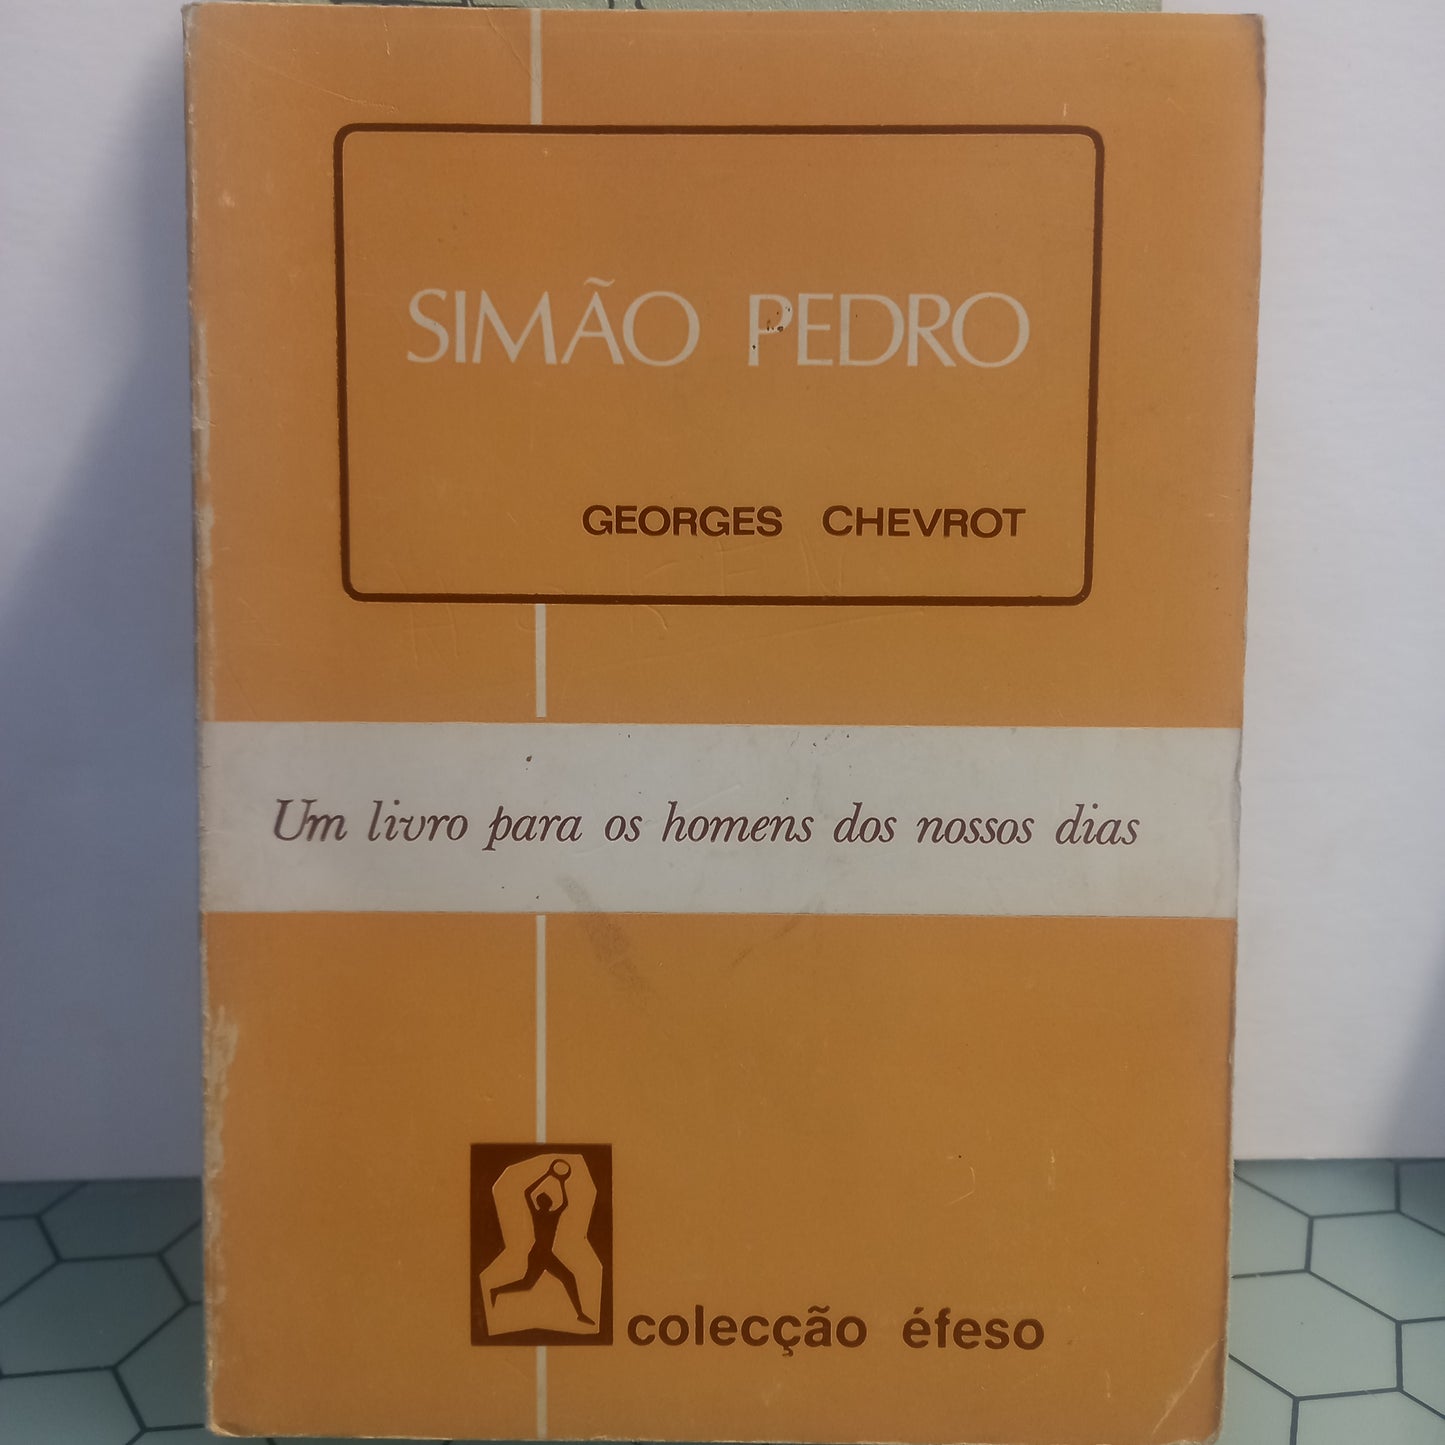 SIMÃO PEDRO
GEORGES CHEVROT
Um livro para os homens dos nossos dias
colecção éfeso